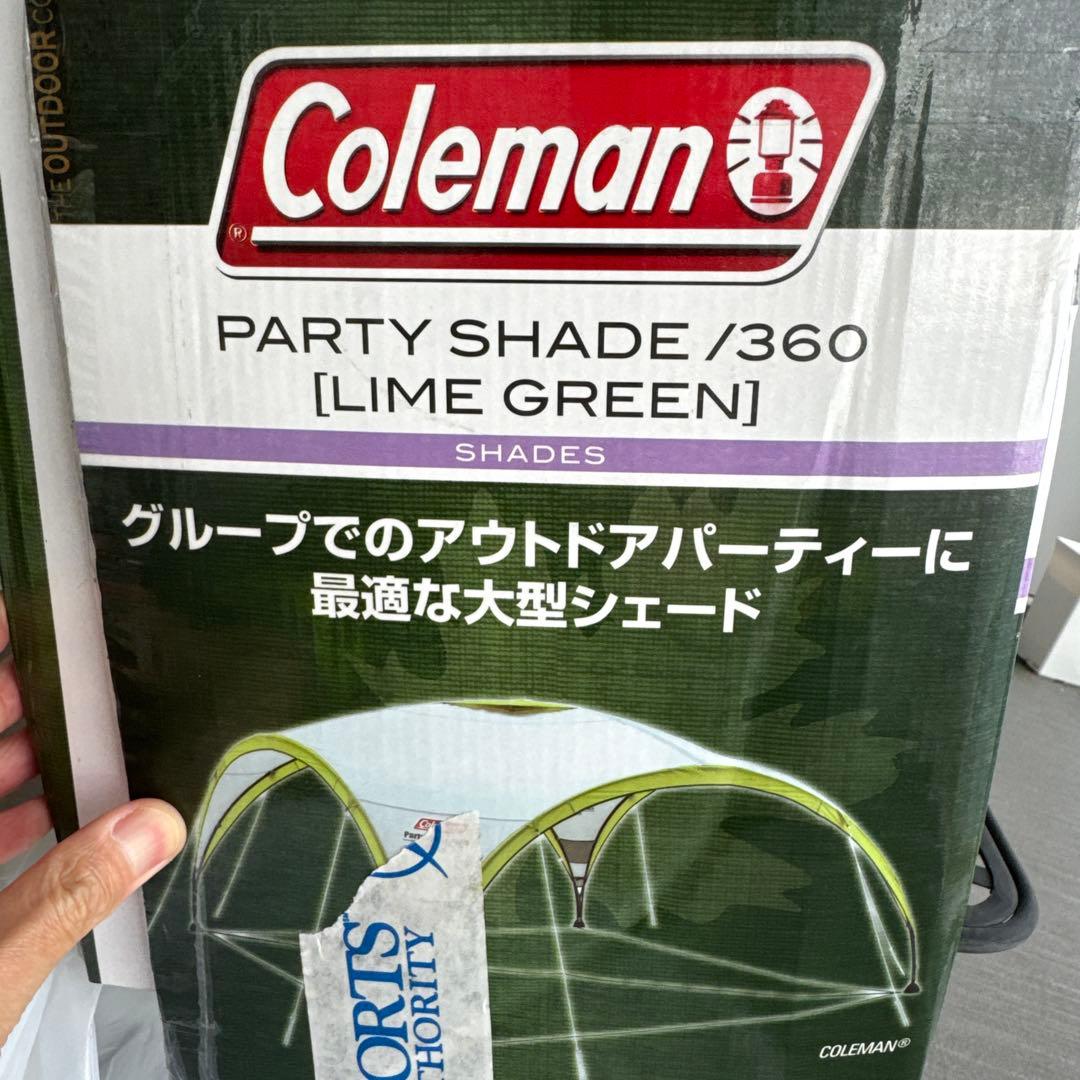 THE OUTDOOR CO
Coleman
®
PARTY SHADE /360
[LIME GREEN]
SHADES
グループでのアウトドアパーティーに
最適な大型シェード
ORTS
THORITY
COLEMAN®